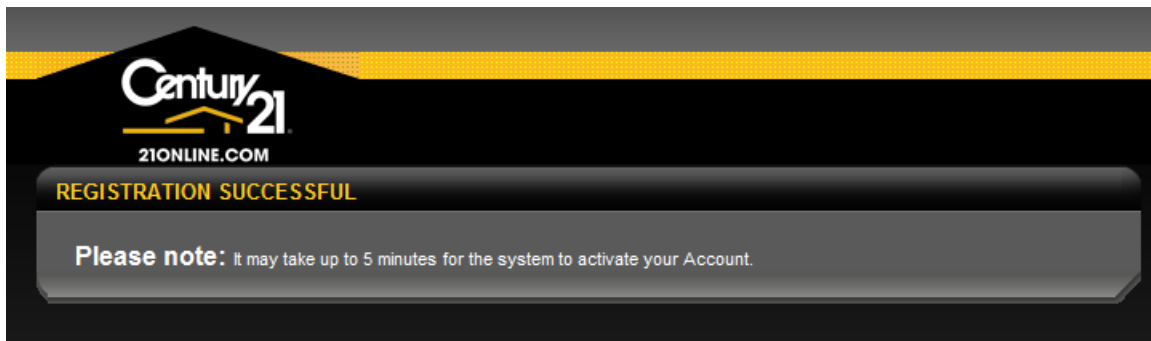 Century 21®
21ONLINE.COM
REGISTRATION SUCCESSFUL
Please note: It may take up to 5 minutes for the system to activate your Account.